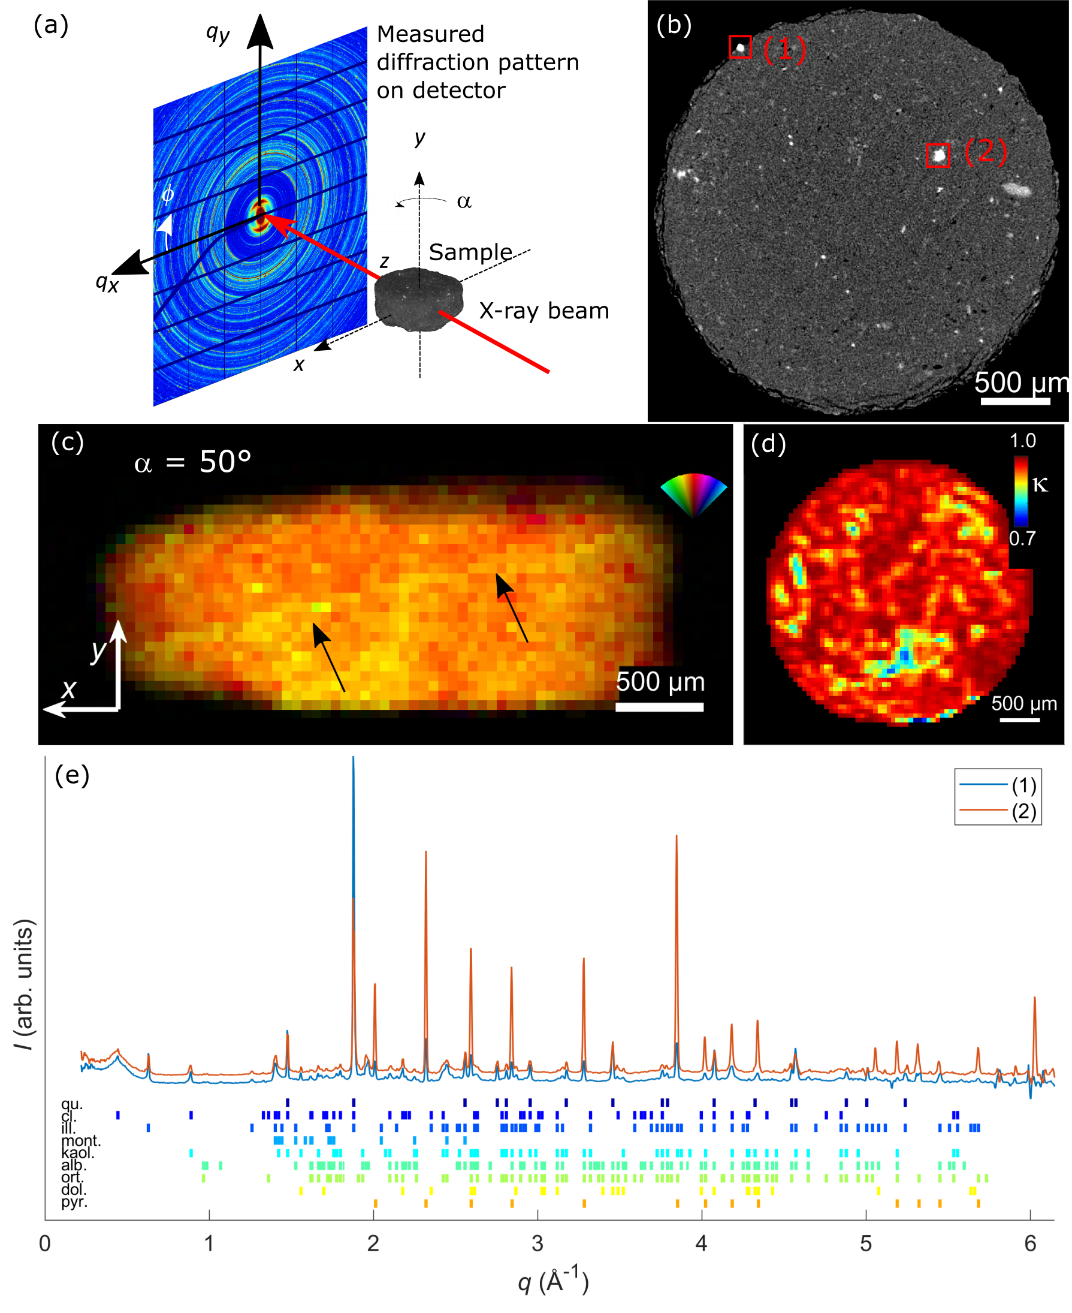 (a)
qy
Measured
diffraction pattern
on detector
y
α
ϕ
Sample
z
qx
X-ray beam
x
(b)
(1)
(2)
500 µm
(c)
α = 50°
y
x
500 µm
(d)
1.0
κ
0.7
500 µm
(e)
(1)
(2)
I (arb. units)
qu.
cl.
ill.
mont.
kaol.
alb.
ort.
dol.
pyr.
0 1 2 3 4 5 6
q (Å-1)